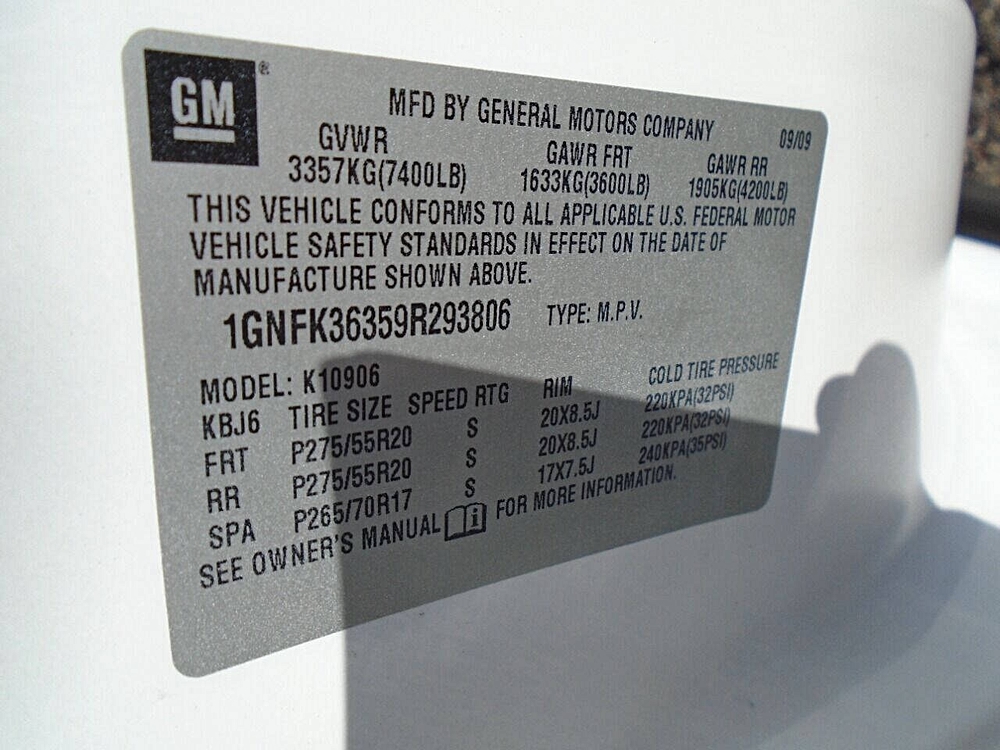 GM®
MFD BY GENERAL MOTORS COMPANY 09/09
GVWR GAWR FRT GAWR RR
3357KG(7400LB) 1633KG(3600LB) 1905KG(4200LB)
THIS VEHICLE CONFORMS TO ALL APPLICABLE U.S. FEDERAL MOTOR
VEHICLE SAFETY STANDARDS IN EFFECT ON THE DATE OF
MANUFACTURE SHOWN ABOVE.
1GNFK36359R293806 TYPE: M.P.V.
MODEL: K10906
KBJ6 TIRE SIZE SPEED RTG RIM COLD TIRE PRESSURE
FRT P275/55R20 S 20X8.5J 220KPA(32PSI)
RR P275/55R20 S 20X8.5J 220KPA(32PSI)
SPA P265/70R17 S 17X7.5J 240KPA(35PSI)
SEE OWNER'S MANUAL i FOR MORE INFORMATION.